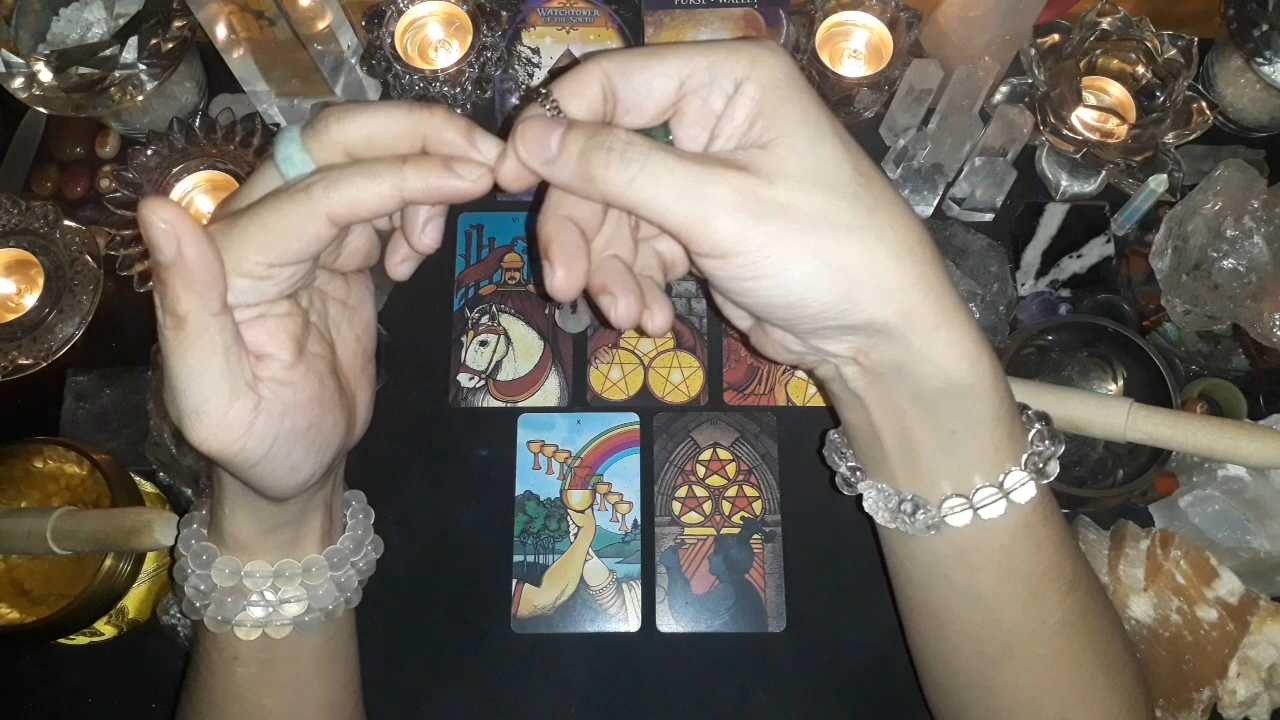 WATCHTOWER
OF THE SOUTH
PURSE - WALLET
VI
X
III